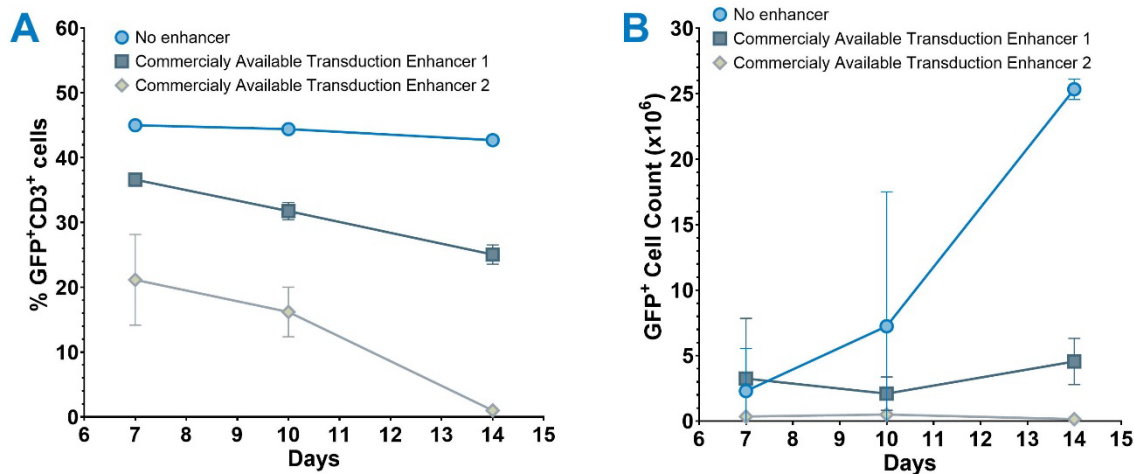 A
60
50
40
30
20
10
0
% GFP+CD3+ cells
No enhancer
Commercialy Available Transduction Enhancer 1
Commercialy Available Transduction Enhancer 2
6 7 8 9 10 11 12 13 14 15
Days
B
30
25
20
15
10
5
0
GFP+ Cell Count (x10⁶)
No enhancer
Commercialy Available Transduction Enhancer 1
Commercialy Available Transduction Enhancer 2
6 7 8 9 10 11 12 13 14 15
Days